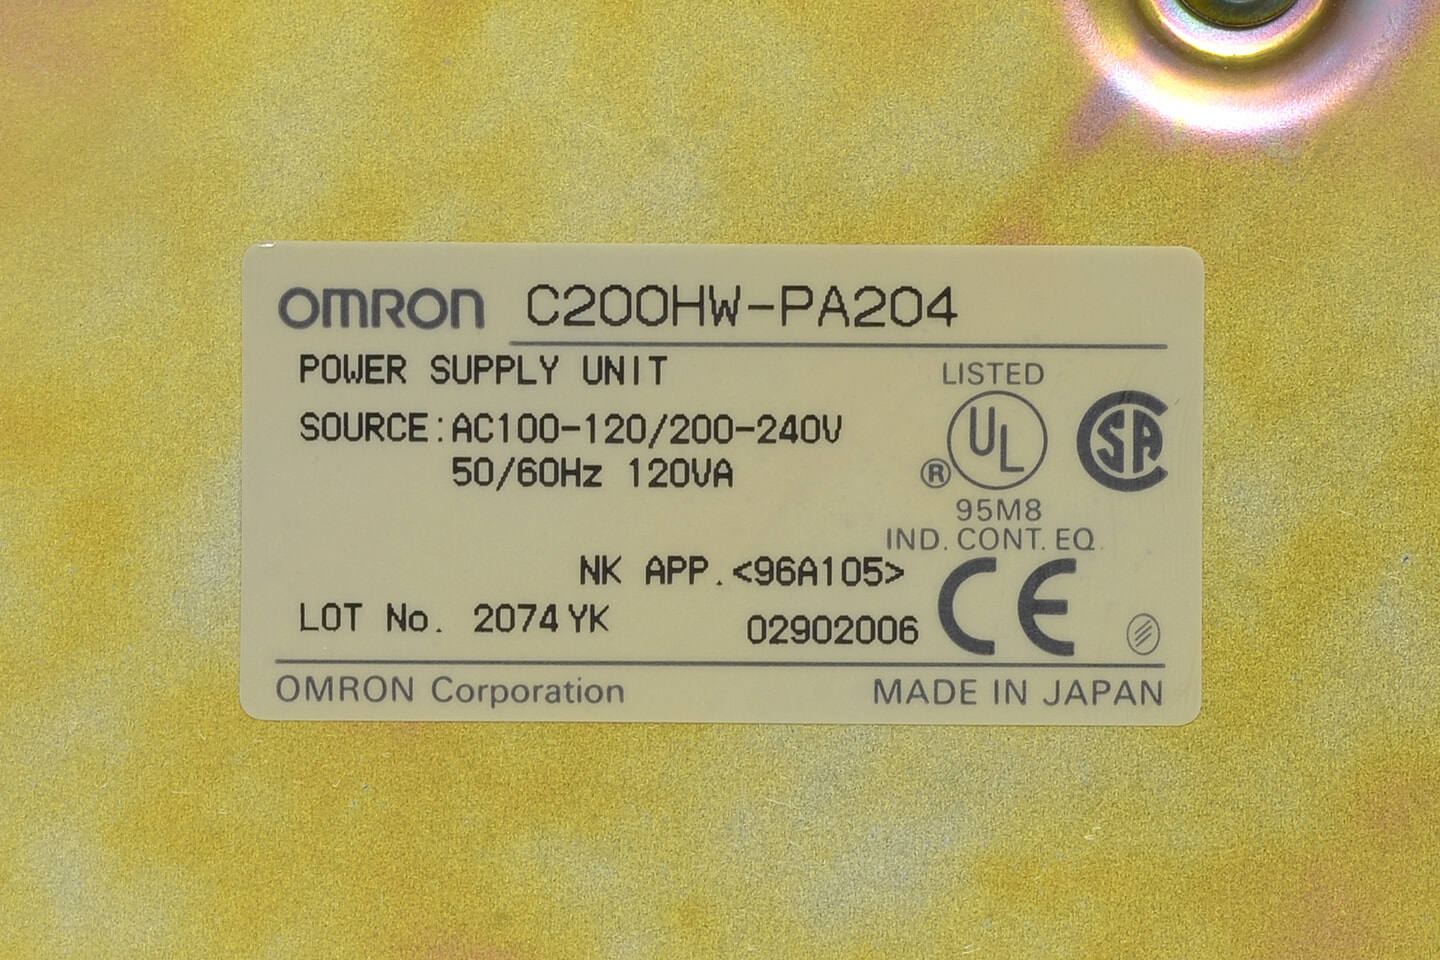 OMRON C200HW-PA204
POWER SUPPLY UNIT
LISTED
SOURCE:AC100-120/200-240V
50/60Hz 120VA
UL
®
SA
95M8
IND. CONT. EQ.
NK APP.<96A105>
CE
LOT No. 2074YK
02902006
OMRON Corporation
MADE IN JAPAN